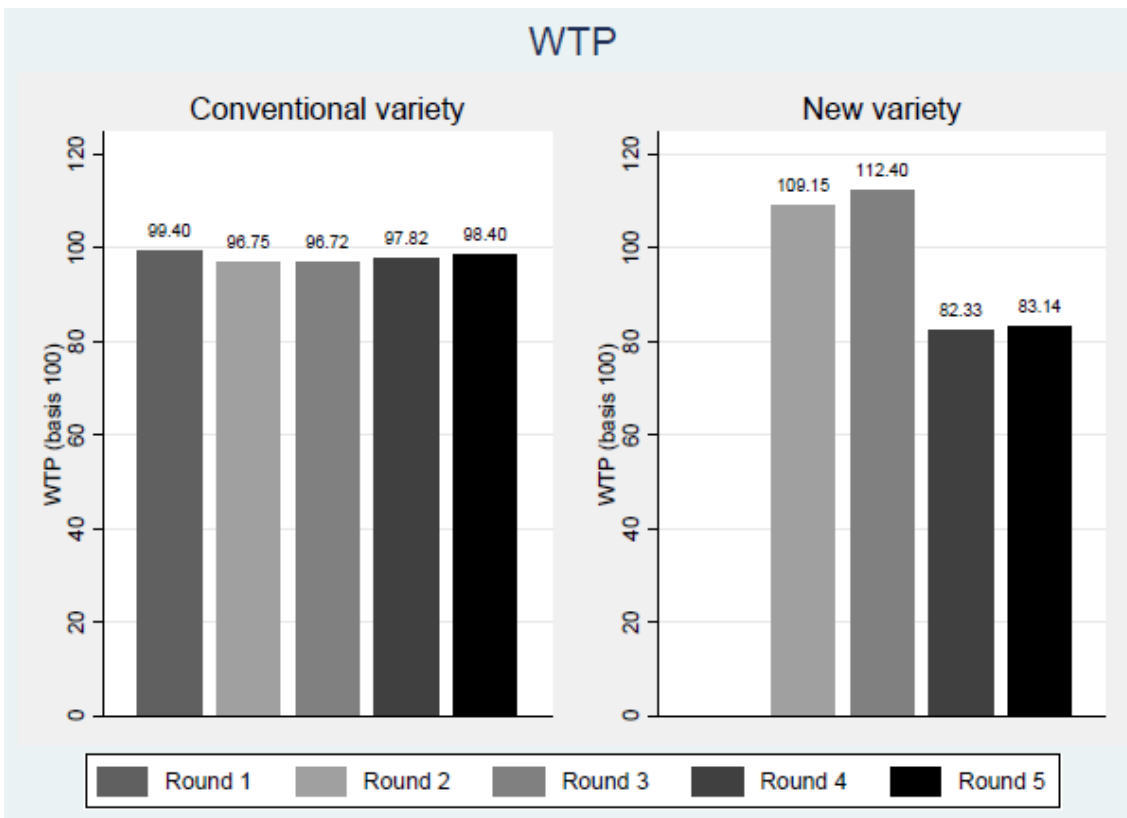 WTP
Conventional variety
New variety
WTP (basis 100)
120
100
80
60
40
20
0
99.40
96.75
96.72
97.82
98.40
WTP (basis 100)
120
100
80
60
40
20
0
109.15
112.40
82.33
83.14
Round 1
Round 2
Round 3
Round 4
Round 5